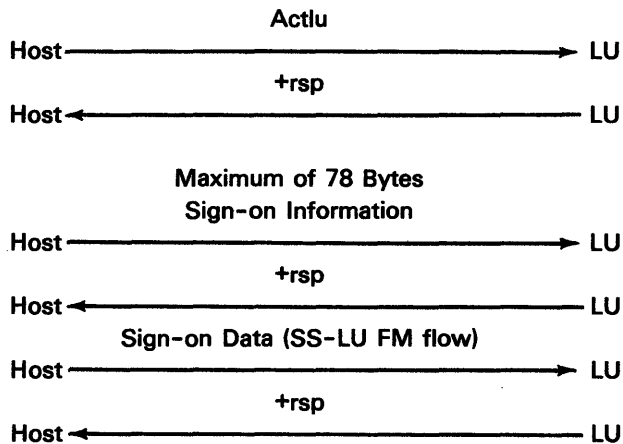 Actlu
Host LU
+rsp
Host LU
Maximum of 78 Bytes
Sign-on Information
Host LU
+rsp
Host LU
Sign-on Data (SS-LU FM flow)
Host LU
+rsp
Host LU